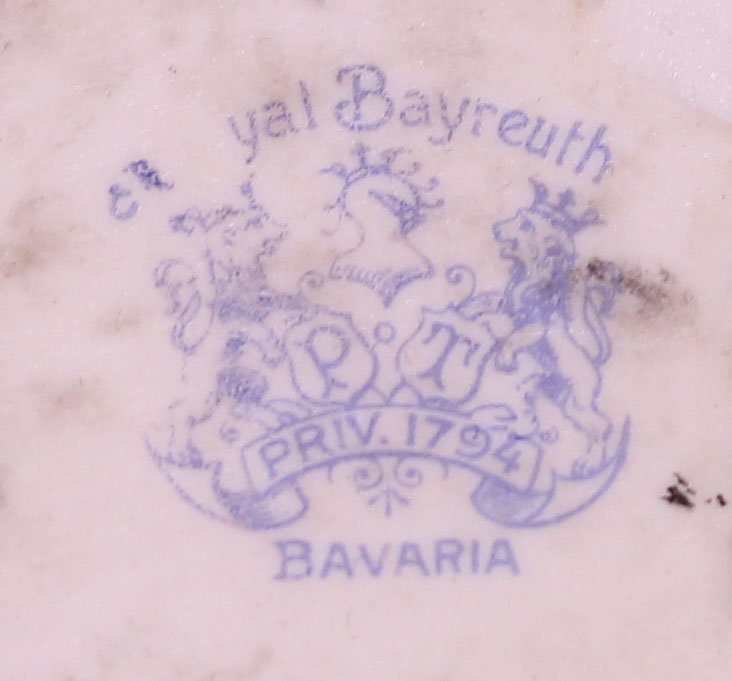 yal Bayreuth
P T
PRIV. 1794
BAVARIA